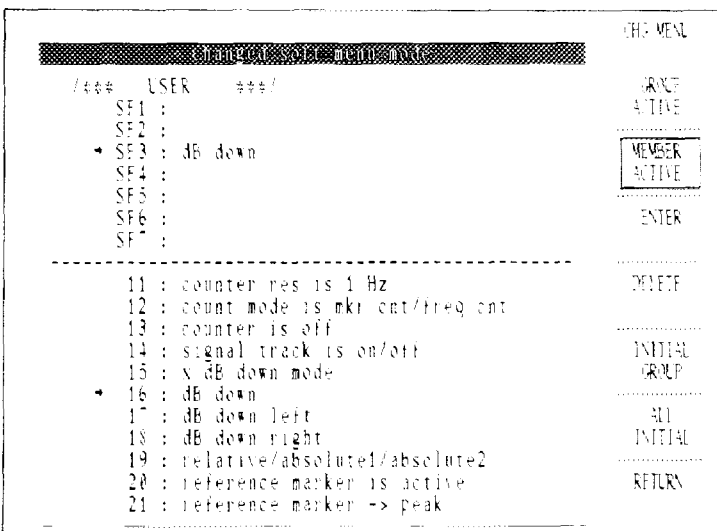 changed soft menu mode
/*** USER ***/
SF1 :
SF2 :
→ SF3 : dB down
SF4 :
SF5 :
SF6 :
SF7 :
11 : counter res is 1 Hz
12 : count mode is mkr cnt/freq cnt
13 : counter is off
14 : signal track is on/off
15 : x dB down mode
→ 16 : dB down
17 : dB down left
18 : dB down right
19 : relative/absolute1/absolute2
20 : reference marker is active
21 : reference marker -> peak
CHG MENU
GROUP
ACTIVE
MEMBER
ACTIVE
ENTER
DELETE
INITIAL
GROUP
ALL
INITIAL
RETURN